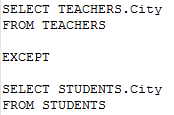 SELECT TEACHERS.City
FROM TEACHERS
EXCEPT
SELECT STUDENTS.City
FROM STUDENTS